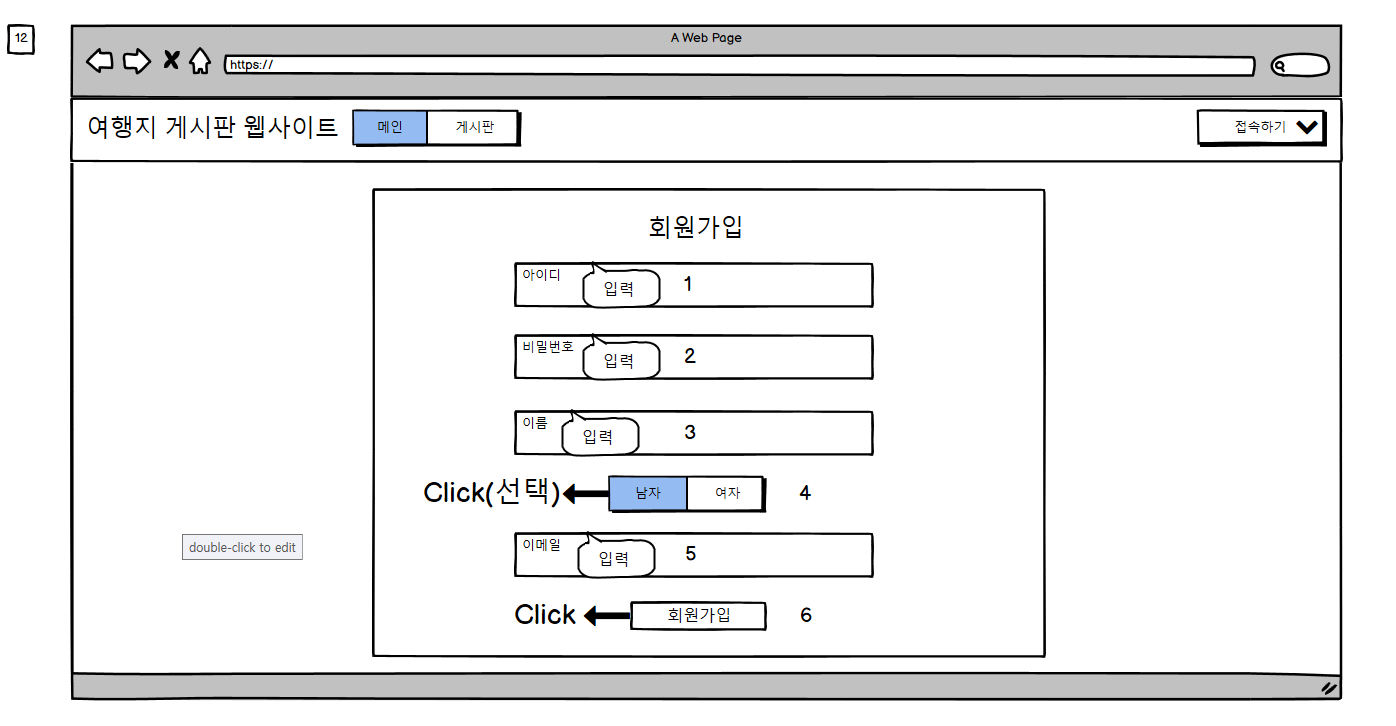 12
A Web Page
https://
여행지 게시판 웹사이트
메인
게시판
접속하기
회원가입
아이디
입력
1
비밀번호
입력
2
이름
입력
3
Click(선택)
남자
여자
4
double-click to edit
이메일
입력
5
Click
회원가입
6